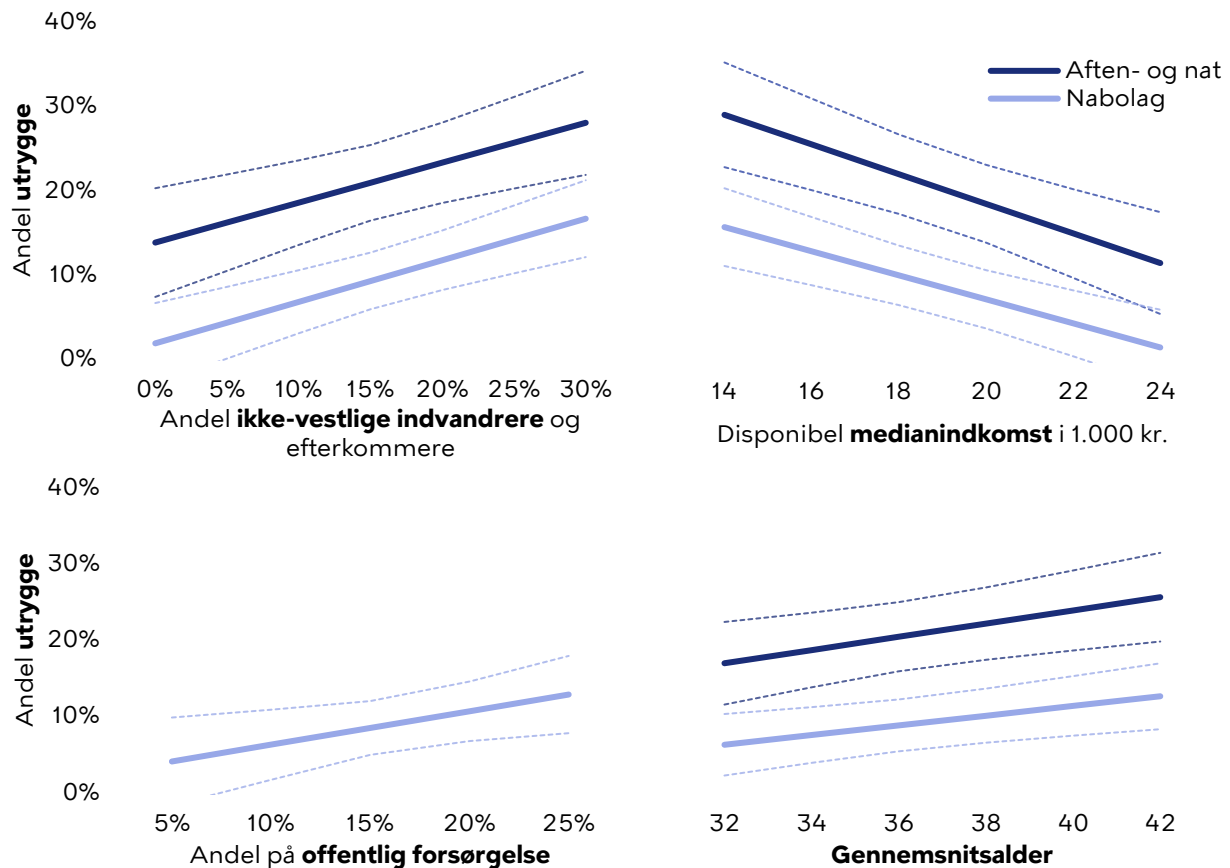 40%
30%
20%
10%
0%
Andel utrygge
0% 5% 10% 15% 20% 25% 30%
Andel ikke-vestlige indvandrere og
efterkommere
Aften- og nat
Nabolag
14 16 18 20 22 24
Disponibel medianindkomst i 1.000 kr.
40%
30%
20%
10%
0%
Andel utrygge
5% 10% 15% 20% 25%
Andel på offentlig forsørgelse
32 34 36 38 40 42
Gennemsnitsalder